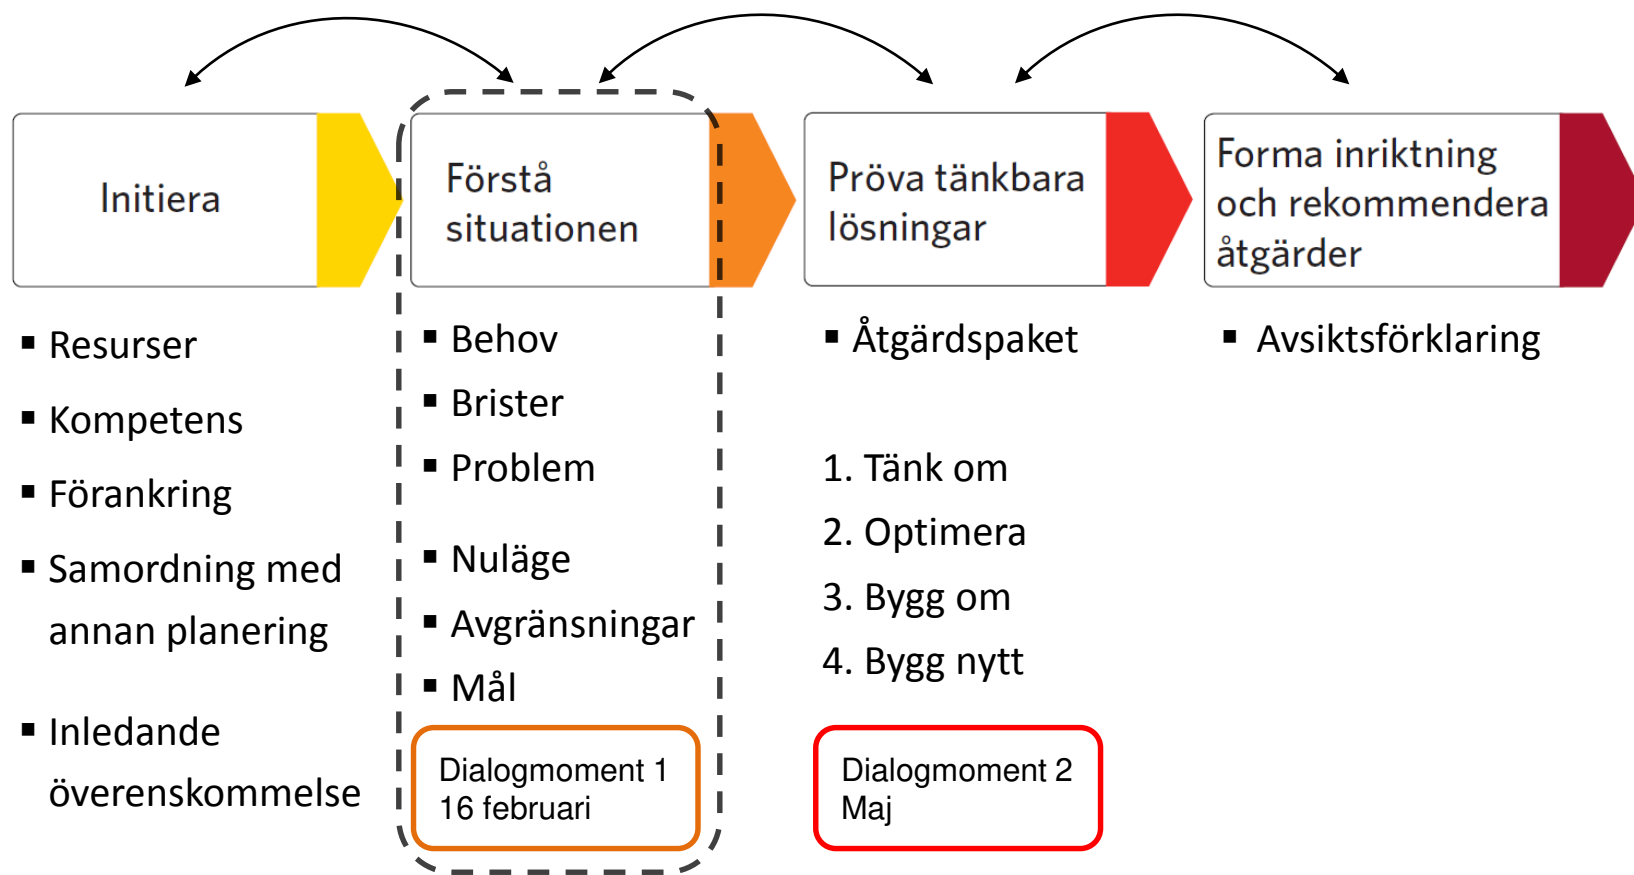 Initiera
Förstå
situationen
Pröva tänkbara
lösningar
Forma inriktning
och rekommendera
åtgärder
▪ Resurser
▪ Kompetens
▪ Förankring
▪ Samordning med
annan planering
▪ Inledande
överenskommelse
▪ Behov
▪ Brister
▪ Problem
▪ Nuläge
▪ Avgränsningar
▪ Mål
Dialogmoment 1
16 februari
▪ Åtgärdspaket
1. Tänk om
2. Optimera
3. Bygg om
4. Bygg nytt
Dialogmoment 2
Maj
▪ Avsiktsförklaring